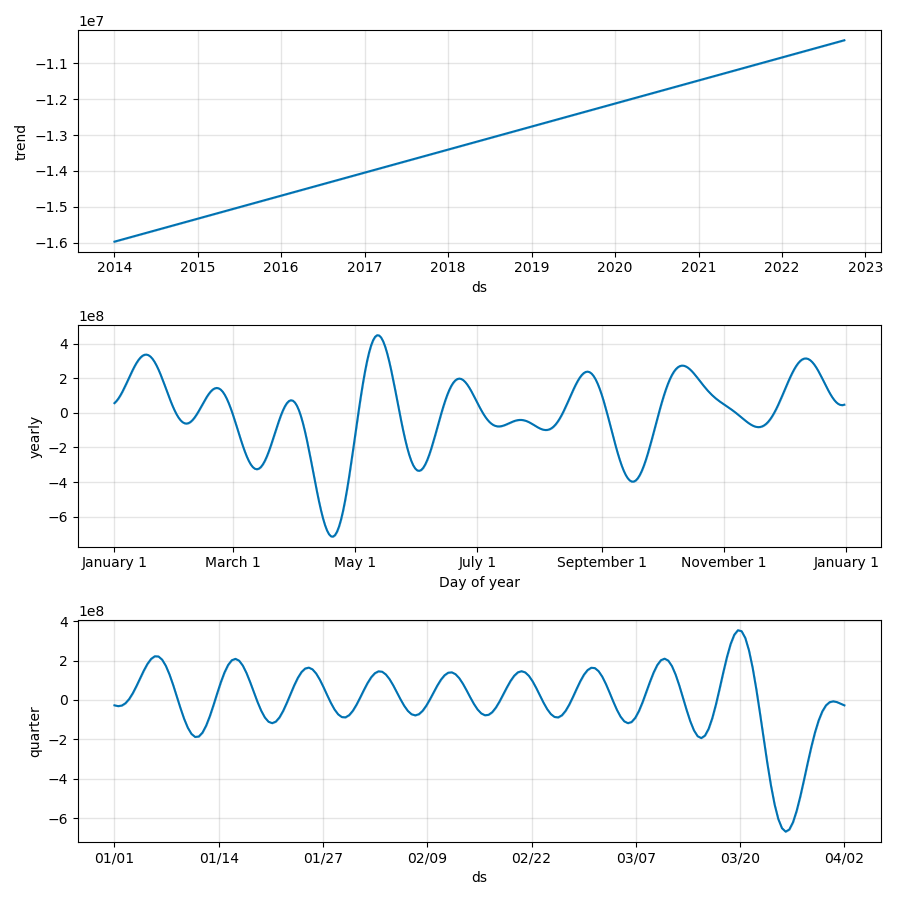 1e7
−1.1
−1.2
−1.3
−1.4
−1.5
−1.6
trend
2014 2015 2016 2017 2018 2019 2020 2021 2022 2023
ds
1e8
4
2
0
−2
−4
−6
yearly
January 1 March 1 May 1 July 1 September 1 November 1 January 1
Day of year
1e8
4
2
0
−2
−4
−6
quarter
01/01 01/14 01/27 02/09 02/22 03/07 03/20 04/02
ds